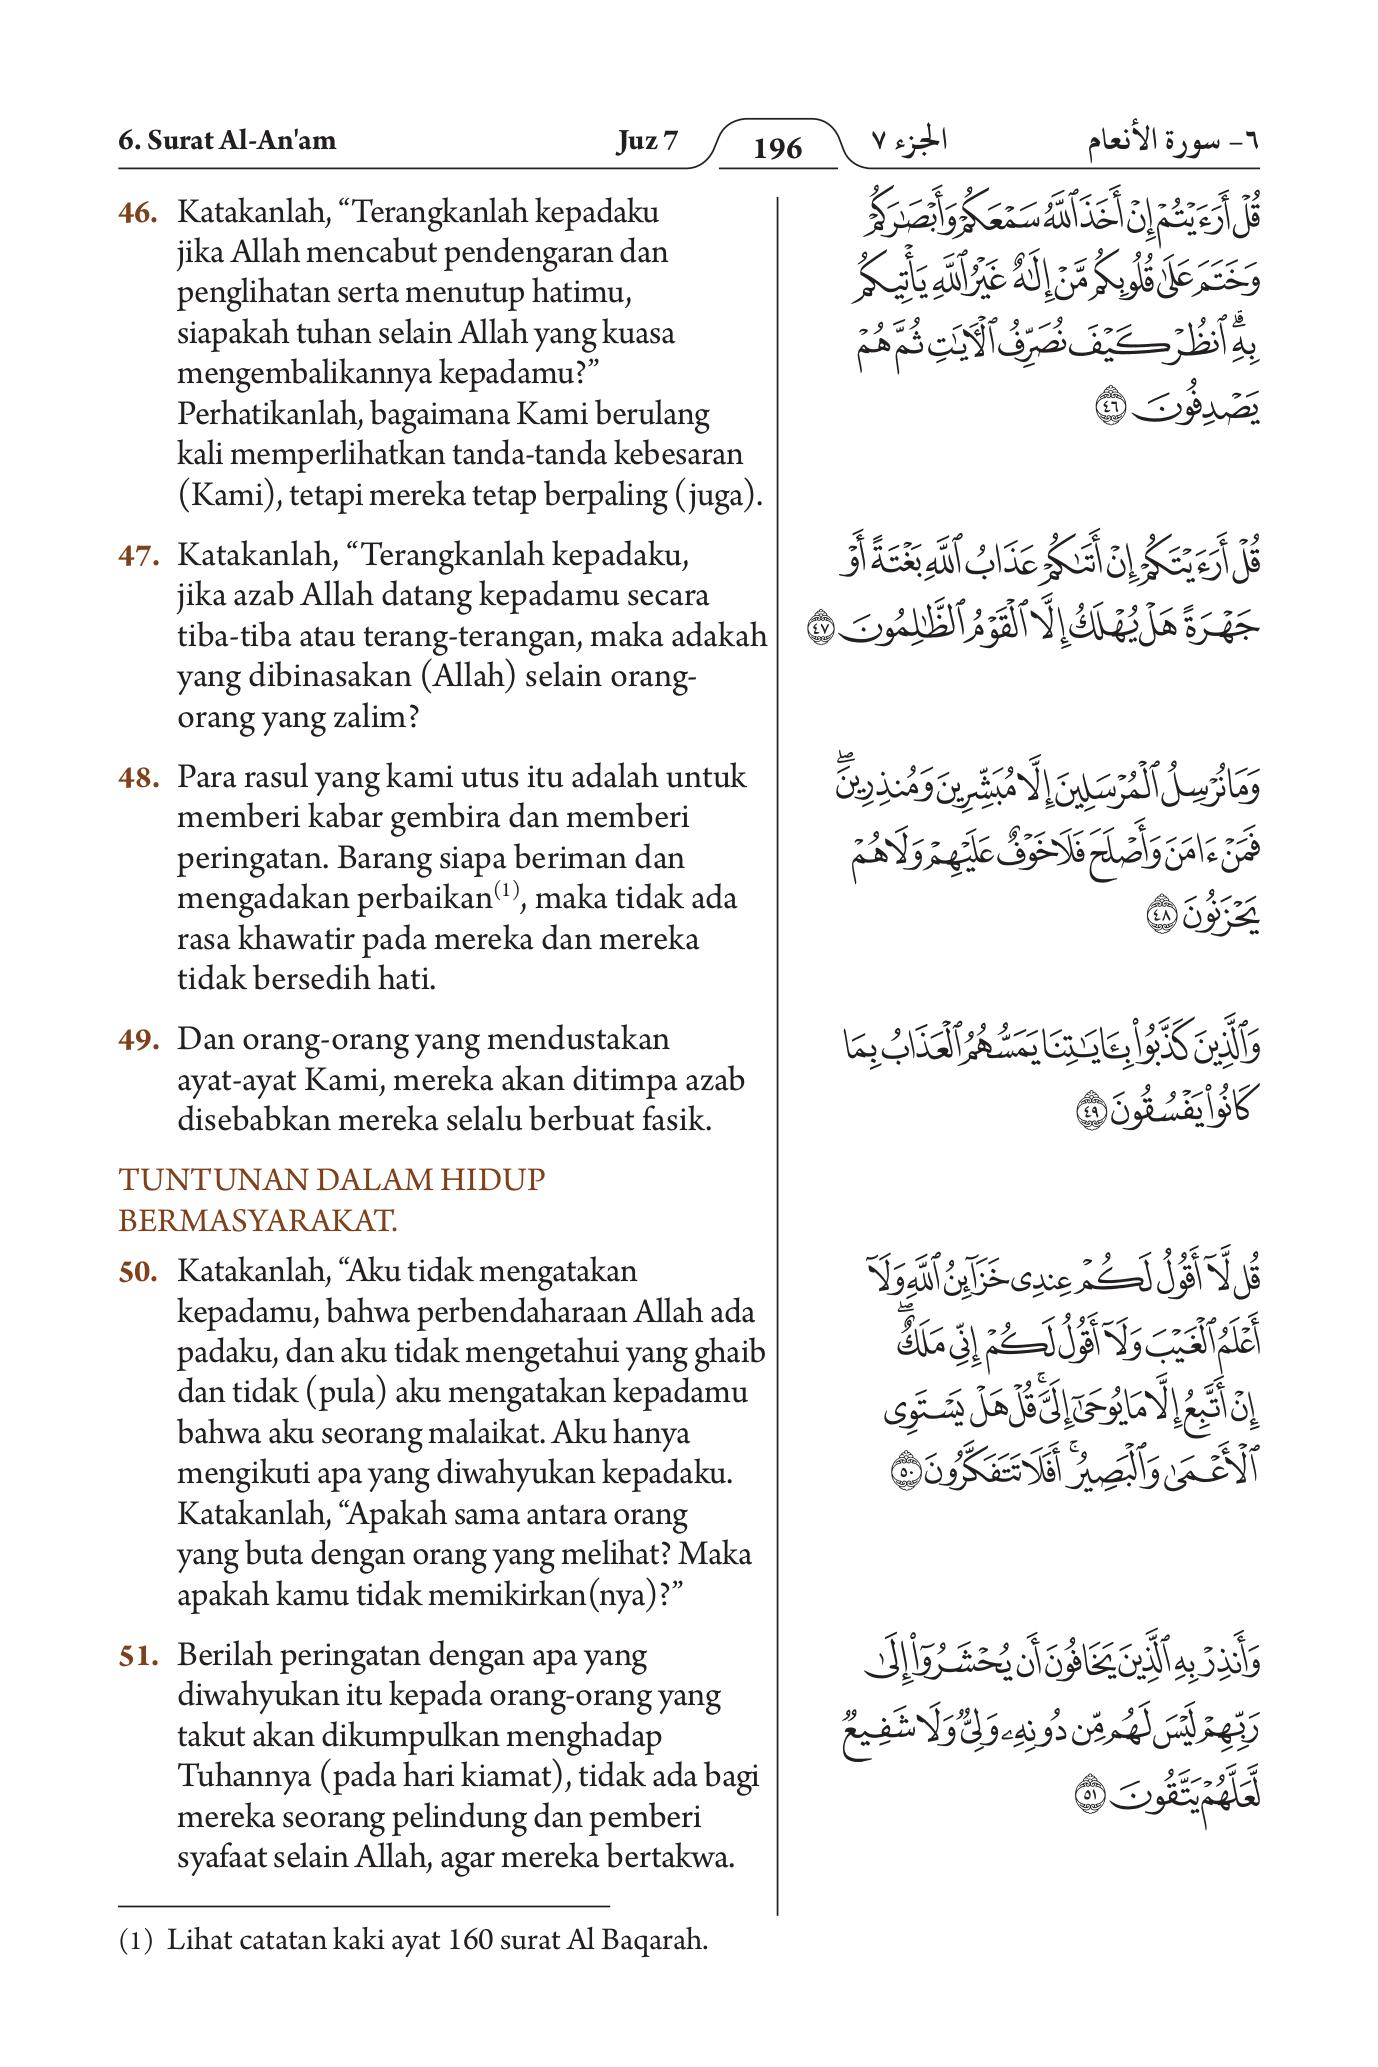 6. Surat Al-An'am
Juz 7
196
الجزء ٧
٦- سورة الأنعام
46. Katakanlah, “Terangkanlah kepadaku
jika Allah mencabut pendengaran dan
penglihatan serta menutup hatimu,
siapakah tuhan selain Allah yang kuasa
mengembalikannya kepadamu?”
Perhatikanlah, bagaimana Kami berulang
kali memperlihatkan tanda-tanda kebesaran
(Kami), tetapi mereka tetap berpaling (juga).
47. Katakanlah, “Terangkanlah kepadaku,
jika azab Allah datang kepadamu secara
tiba-tiba atau terang-terangan, maka adakah
yang dibinasakan (Allah) selain orang-
orang yang zalim?
48. Para rasul yang kami utus itu adalah untuk
memberi kabar gembira dan memberi
peringatan. Barang siapa beriman dan
mengadakan perbaikan(1), maka tidak ada
rasa khawatir pada mereka dan mereka
tidak bersedih hati.
49. Dan orang-orang yang mendustakan
ayat-ayat Kami, mereka akan ditimpa azab
disebabkan mereka selalu berbuat fasik.
TUNTUNAN DALAM HIDUP
BERMASYARAKAT.
50. Katakanlah, “Aku tidak mengatakan
kepadamu, bahwa perbendaharaan Allah ada
padaku, dan aku tidak mengetahui yang ghaib
dan tidak (pula) aku mengatakan kepadamu
bahwa aku seorang malaikat. Aku hanya
mengikuti apa yang diwahyukan kepadaku.
Katakanlah, “Apakah sama antara orang
yang buta dengan orang yang melihat? Maka
apakah kamu tidak memikirkan(nya)?”
51. Berilah peringatan dengan apa yang
diwahyukan itu kepada orang-orang yang
takut akan dikumpulkan menghadap
Tuhannya (pada hari kiamat), tidak ada bagi
mereka seorang pelindung dan pemberi
syafaat selain Allah, agar mereka bertakwa.
(1) Lihat catatan kaki ayat 160 surat Al Baqarah.
قُلْ أَرَءَيْتُمْ إِنْ أَخَذَ ٱللَّهُ سَمْعَكُمْ وَأَبْصَٰرَكُمْ
وَخَتَمَ عَلَىٰ قُلُوبِكُم مَّنْ إِلَٰهٌ غَيْرُ ٱللَّهِ يَأْتِيكُم
بِهِۗ ٱنظُرْ كَيْفَ نُصَرِّفُ ٱلْءَايَٰتِ ثُمَّ هُمْ
يَصْدِفُونَ ٤٦
قُلْ أَرَءَيْتَكُمْ إِنْ أَتَىٰكُمْ عَذَابُ ٱللَّهِ بَغْتَةً أَوْ
جَهْرَةً هَلْ يُهْلَكُ إِلَّا ٱلْقَوْمُ ٱلظَّٰلِمُونَ ٤٧
وَمَا نُرْسِلُ ٱلْمُرْسَلِينَ إِلَّا مُبَشِّرِينَ وَمُنذِرِينَۖ
فَمَنْ ءَامَنَ وَأَصْلَحَ فَلَا خَوْفٌ عَلَيْهِمْ وَلَا هُمْ
يَحْزَنُونَ ٤٨
وَٱلَّذِينَ كَذَّبُوا۟ بِـَٔايَٰتِنَا يَمَسُّهُمُ ٱلْعَذَابُ بِمَا
كَانُوا۟ يَفْسُقُونَ ٤٩
قُل لَّآ أَقُولُ لَكُمْ عِندِى خَزَآئِنُ ٱللَّهِ وَلَآ
أَعْلَمُ ٱلْغَيْبَ وَلَآ أَقُولُ لَكُمْ إِنِّى مَلَكٌۖ
إِنْ أَتَّبِعُ إِلَّا مَا يُوحَىٰٓ إِلَىَّۚ قُلْ هَلْ يَسْتَوِى
ٱلْأَعْمَىٰ وَٱلْبَصِيرُۚ أَفَلَا تَتَفَكَّرُونَ ٥٠
وَأَنذِرْ بِهِ ٱلَّذِينَ يَخَافُونَ أَن يُحْشَرُوٓا۟ إِلَىٰ
رَبِّهِمْ لَيْسَ لَهُم مِّن دُونِهِۦ وَلِىٌّ وَلَا شَفِيعٌ
لَّعَلَّهُمْ يَتَّقُونَ ٥١